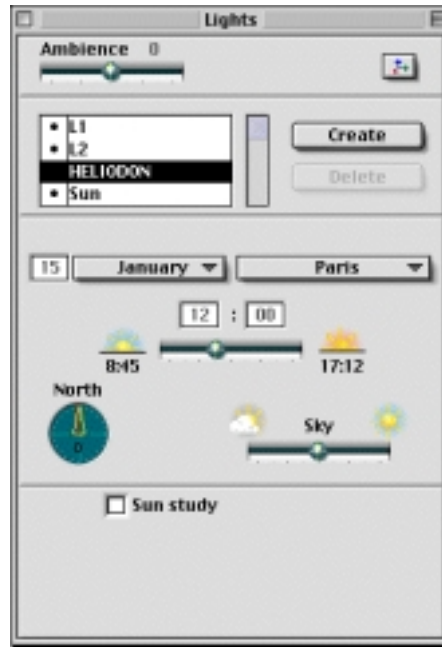 Lights
Ambience 0
L1
L2
HELIODON
Sun
Create
Delete
15 January Paris
12 : 00
8:45 17:12
North
0
Sky
Sun study